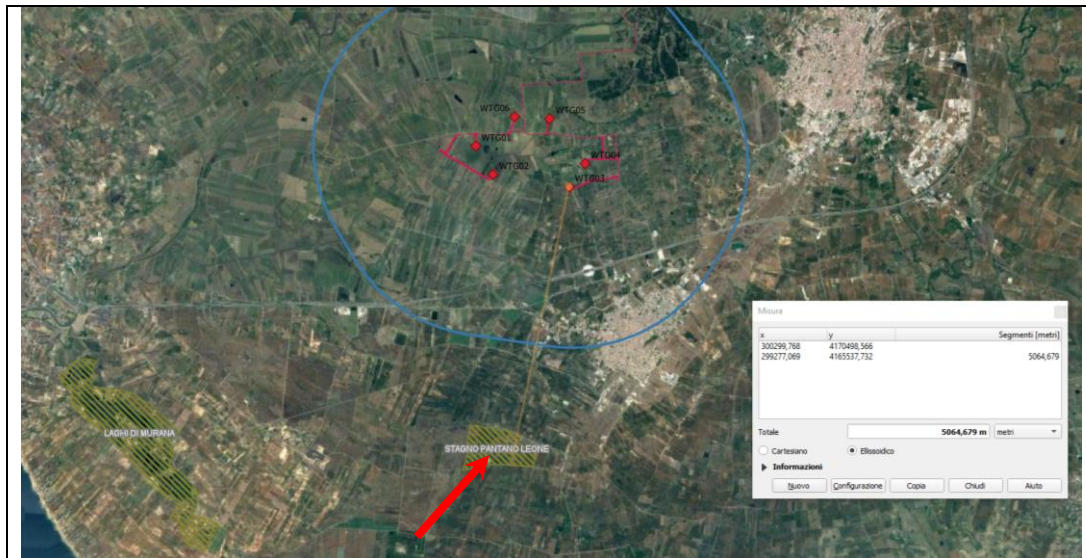 WTG06
WTG05
WTG01
WTG04
WTG02
WTG03
LAGHI DI MURANA
STAGNO PANTANO LEONE
Misura
x y Segmenti [metri]
300299,768 4170498,566
299277,069 4165537,732 5064,679
Totale 5064,679 m metri
Cartesiano Ellissoidico
Informazioni
Nuovo Configurazione Copia Chiudi Aiuto